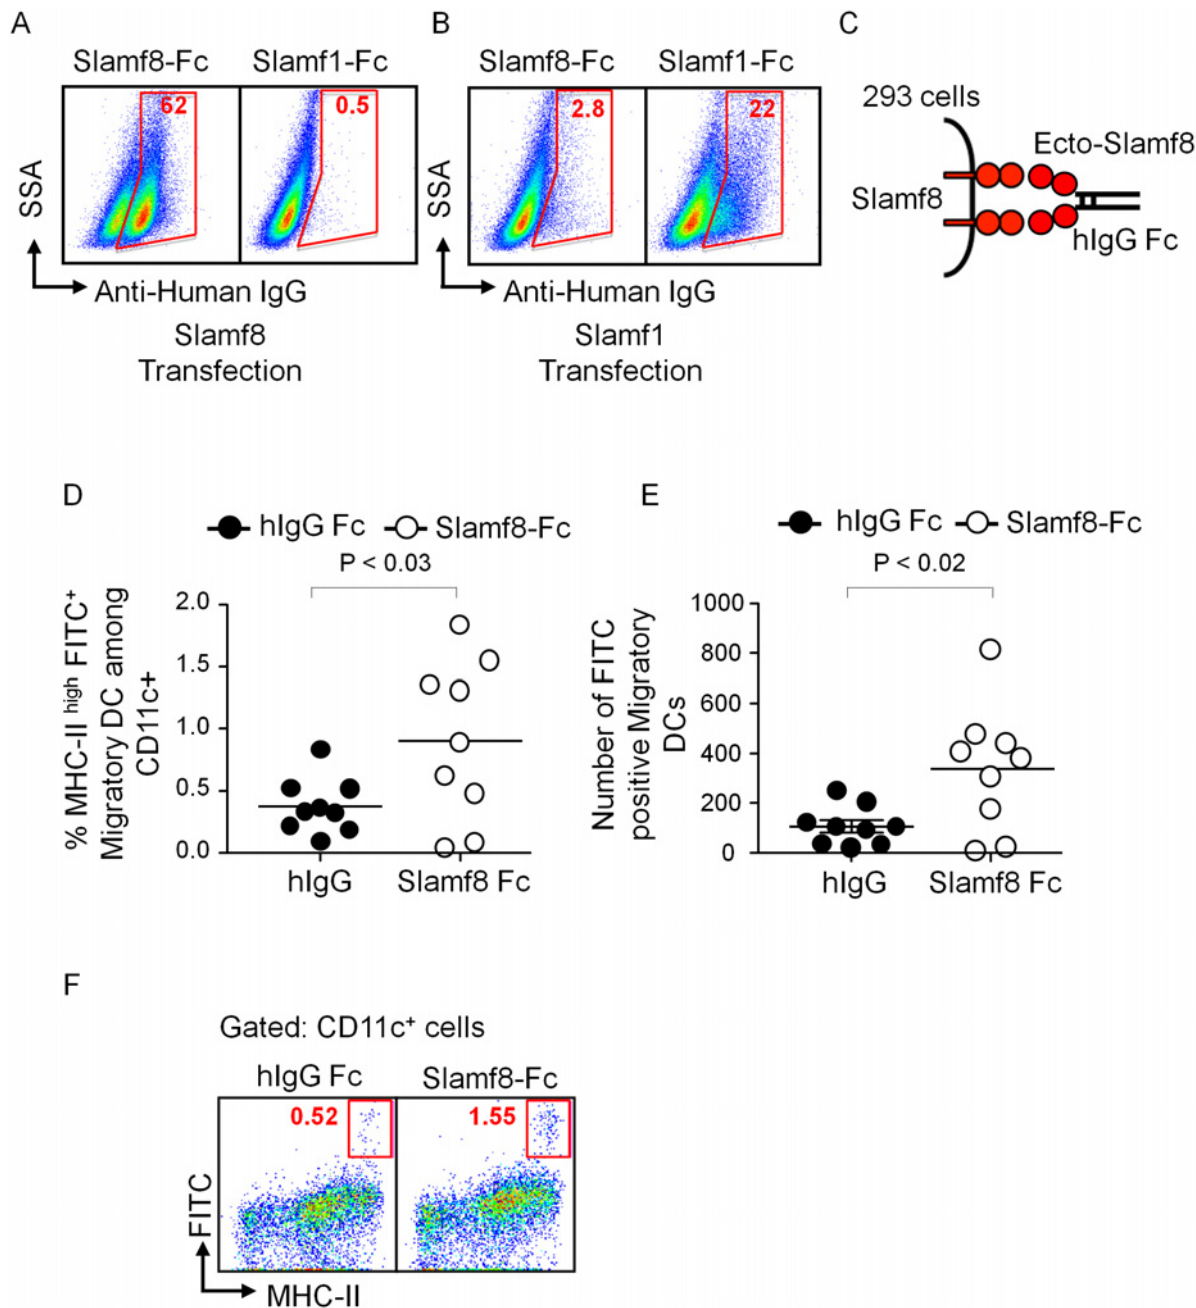 A
Slamf8-Fc Slamf1-Fc
62
0.5
SSA
Anti-Human IgG
Slamf8
Transfection
B
Slamf8-Fc Slamf1-Fc
2.8
22
SSA
Anti-Human IgG
Slamf1
Transfection
C
293 cells
Ecto-Slamf8
Slamf8
hIgG Fc
D
hIgG Fc Slamf8-Fc
P < 0.03
% MHC-II high FITC+
Migratory DC among
CD11c+
2.0
1.5
1.0
0.5
0.0
hIgG Slamf8 Fc
E
hIgG Fc Slamf8-Fc
P < 0.02
Number of FITC
positive Migratory
DCs
1000
800
600
400
200
0
hIgG Slamf8 Fc
F
Gated: CD11c+ cells
hIgG Fc Slamf8-Fc
0.52
1.55
FITC
MHC-II